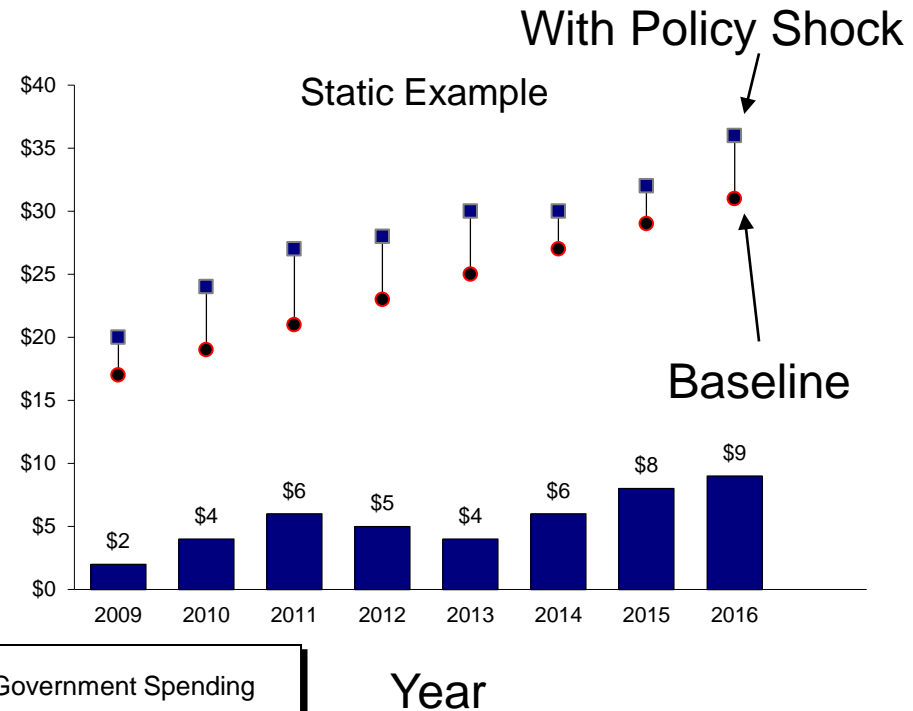 With Policy Shock
Static Example
$40
$35
$30
$25
$20
$15
$10
$5
$0
Baseline
$2
$4
$6
$5
$4
$6
$8
$9
2009 2010 2011 2012 2013 2014 2015 2016
Government Spending
Year